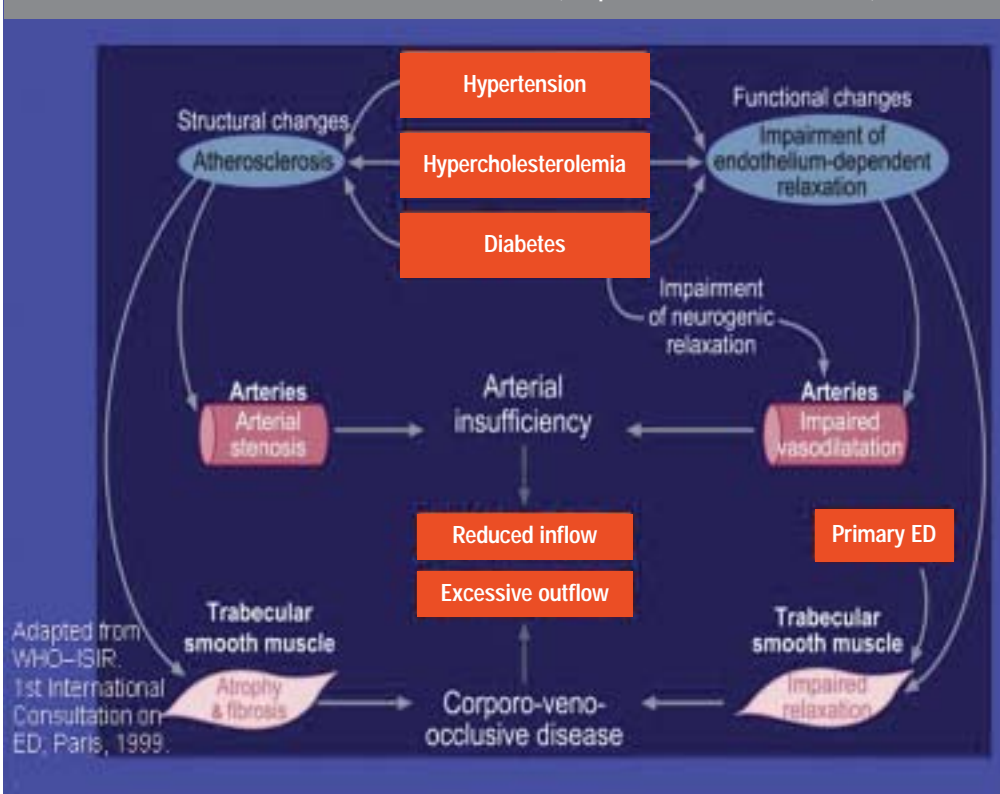 Hypertension
Structural changes
Functional changes
Atherosclerosis
Hypercholesterolemia
Impairment of
endothelium-dependent
relaxation
Diabetes
Impairment
of neurogenic
relaxation
Arteries
Arterial
stenosis
Arterial
insufficiency
Arteries
Impaired
vasodilatation
Reduced inflow
Primary ED
Excessive outflow
Trabecular
smooth muscle
Atrophy
& fibrosis
Corporo-veno-
occlusive disease
Trabecular
smooth muscle
Impaired
relaxation
Adapted from
WHO–ISIR.
1st International
Consultation on
ED; Paris, 1999.